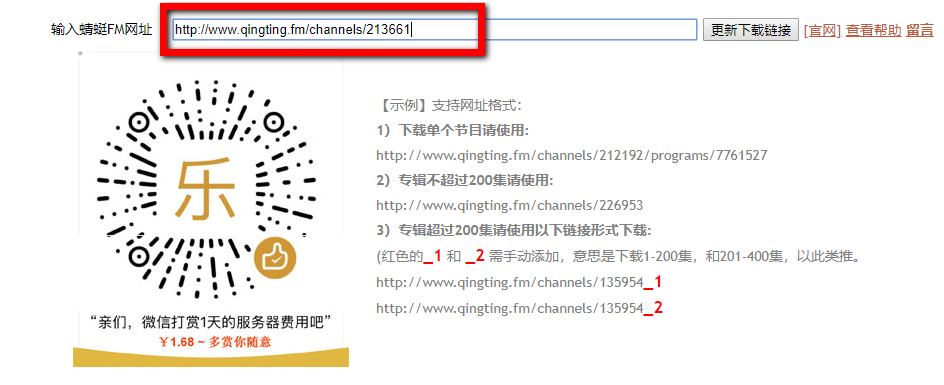 输入蜻蜓FM网址 http://www.qingting.fm/channels/213661 更新下载链接 [官网] 查看帮助 留言
乐
【示例】支持网址格式：
1）下载单个节目请使用:
http://www.qingting.fm/channels/212192/programs/7761527
2）专辑不超过200集请使用:
http://www.qingting.fm/channels/226953
3）专辑超过200集请使用以下链接形式下载:
(红色的_1 和 _2 需手动添加，意思是下载1-200集，和201-400集，以此类推。
http://www.qingting.fm/channels/135954_1
http://www.qingting.fm/channels/135954_2
“亲们，微信打赏1天的服务器费用吧”
￥1.68 ~ 多赏你随意